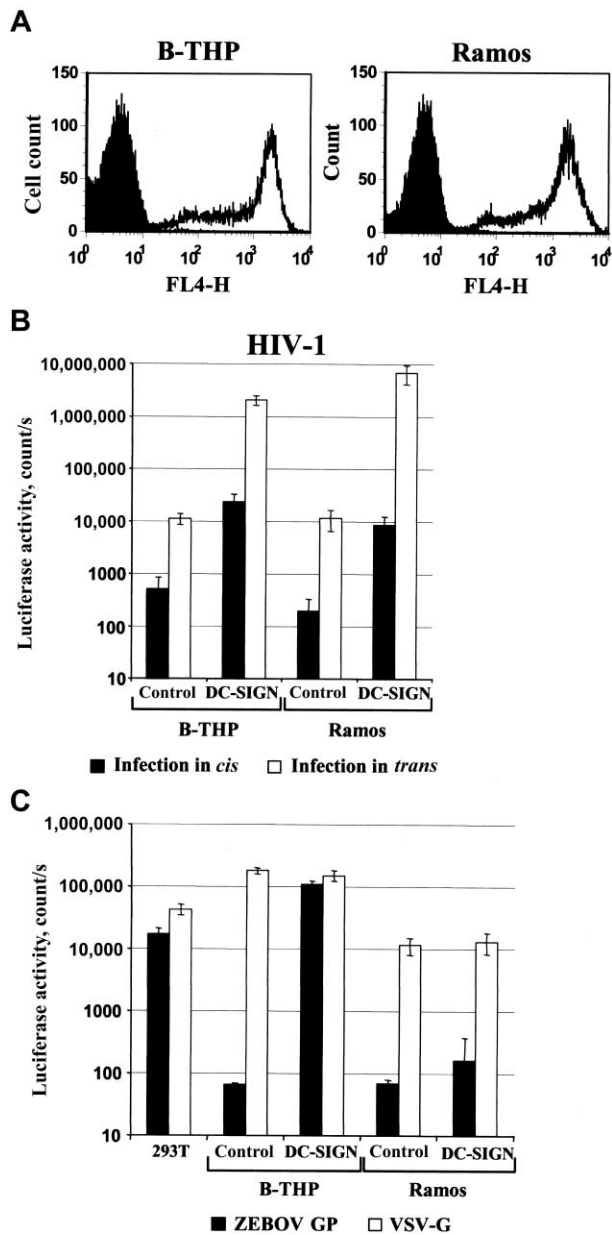 A
B-THP
Ramos
150
100
50
0
Cell count
10^0 10^1 10^2 10^3 10^4
FL4-H
150
100
50
0
Count
10^0 10^1 10^2 10^3 10^4
FL4-H
B
HIV-1
10,000,000
1,000,000
100,000
10,000
1000
100
10
Luciferase activity, count/s
Control DC-SIGN Control DC-SIGN
B-THP Ramos
Infection in cis Infection in trans
C
1,000,000
100,000
10,000
1000
100
10
Luciferase activity, count/s
293T Control DC-SIGN Control DC-SIGN
B-THP Ramos
ZEBOV GP VSV-G